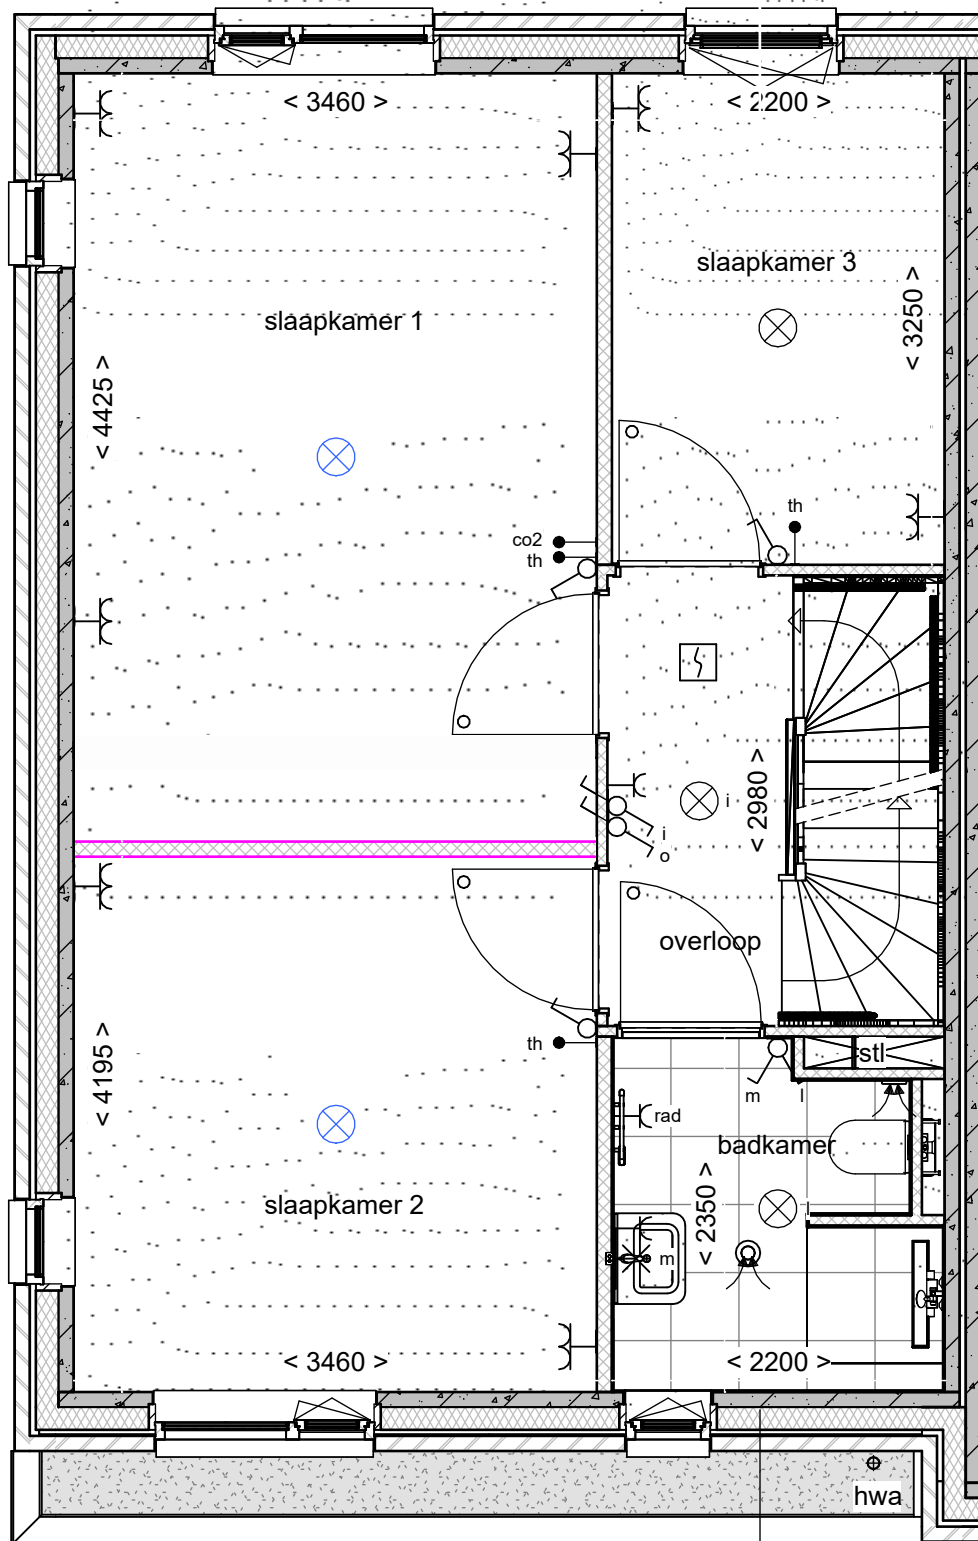 < 3460 >
< 2200 >
slaapkamer 3
< 3250 >
slaapkamer 1
< 4425 >
th
co2
th
i
< 2980 >
i
o
overloop
< 4195 >
th
stl
m
l
rad
badkamer
slaapkamer 2
< 2350 >
m
< 3460 >
< 2200 >
hwa